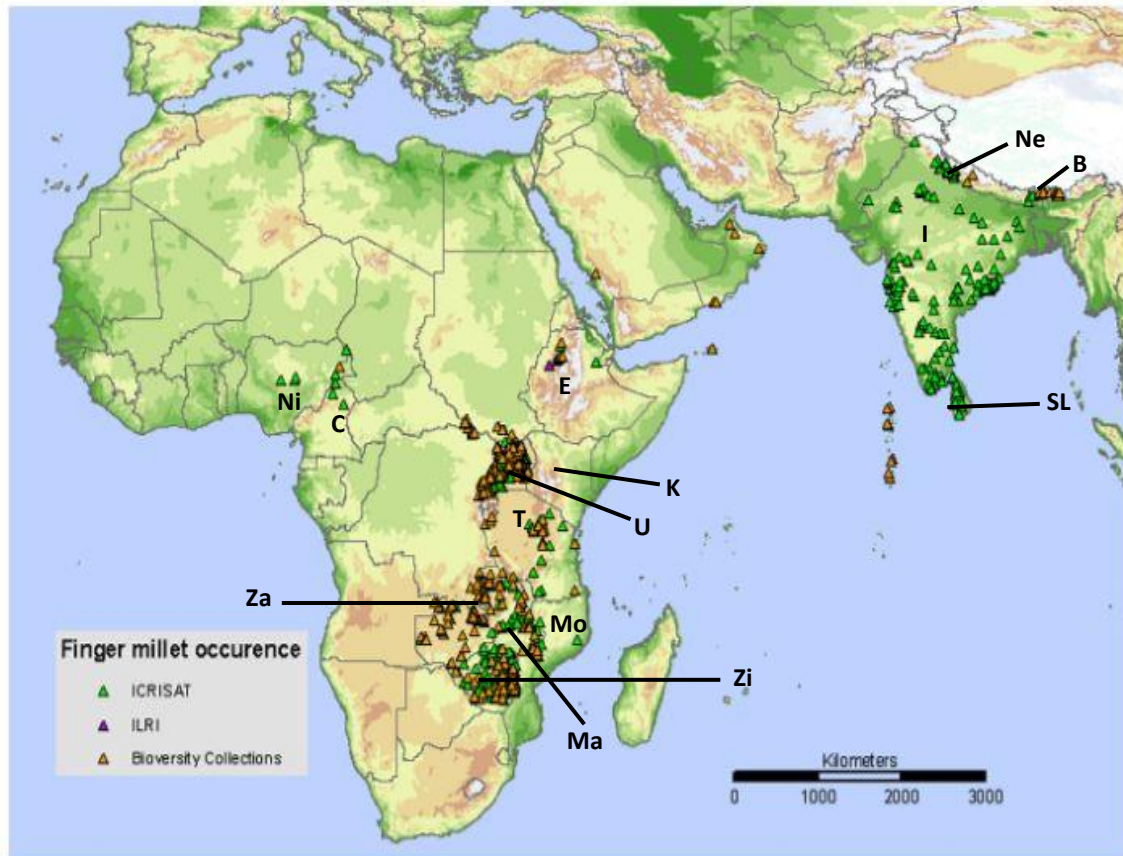 Ne
B
I
E
SL
Ni
C
K
T
U
Za
Mo
Zi
Ma
Finger millet occurence
ICRISAT
ILRI
Bioversity Collections
Kilometers
0 1000 2000 3000